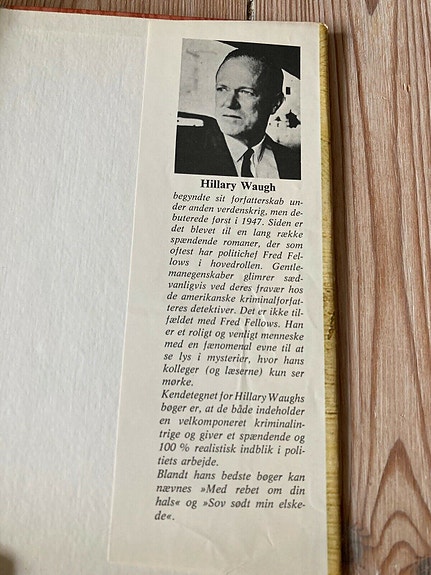 Hillary Waugh
begyndte sit forfatterskab un-
der anden verdenskrig, men de-
buterede først i 1947. Siden er
det blevet til en lang række
spændende romaner, der som
oftest har politichef Fred Fel-
lows i hovedrollen. Gentle-
manegenskaber glimrer sæd-
vanligvis ved deres fravær hos
de amerikanske kriminalforfat-
teres detektiver. Det er ikke til-
fældet med Fred Fellows. Han
er et roligt og venligt menneske
med en fænomenal evne til at
se lys i mysterier, hvor hans
kolleger (og læserne) kun ser
mørke.
Kendetegnet for Hillary Waughs
bøger er, at de både indeholder
en velkomponeret kriminalin-
trige og giver et spændende og
100 % realistisk indblik i poli-
tiets arbejde.
Blandt hans bedste bøger kan
nævnes »Med rebet om din
hals« og »Sov sødt min elske-
de«.